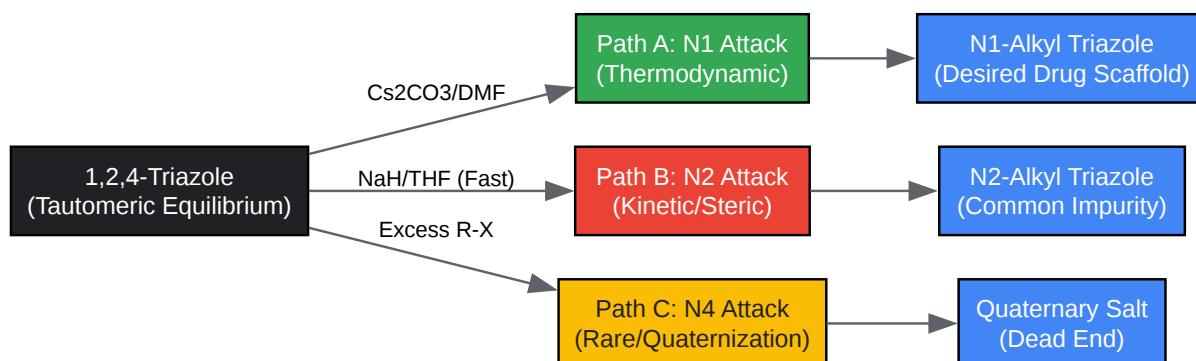 1,2,4-Triazole
(Tautomeric Equilibrium)
Cs2CO3/DMF
NaH/THF (Fast)
Excess R-X
Path A: N1 Attack
(Thermodynamic)
N1-Alkyl Triazole
(Desired Drug Scaffold)
Path B: N2 Attack
(Kinetic/Steric)
N2-Alkyl Triazole
(Common Impurity)
Path C: N4 Attack
(Rare/Quaternization)
Quaternary Salt
(Dead End)